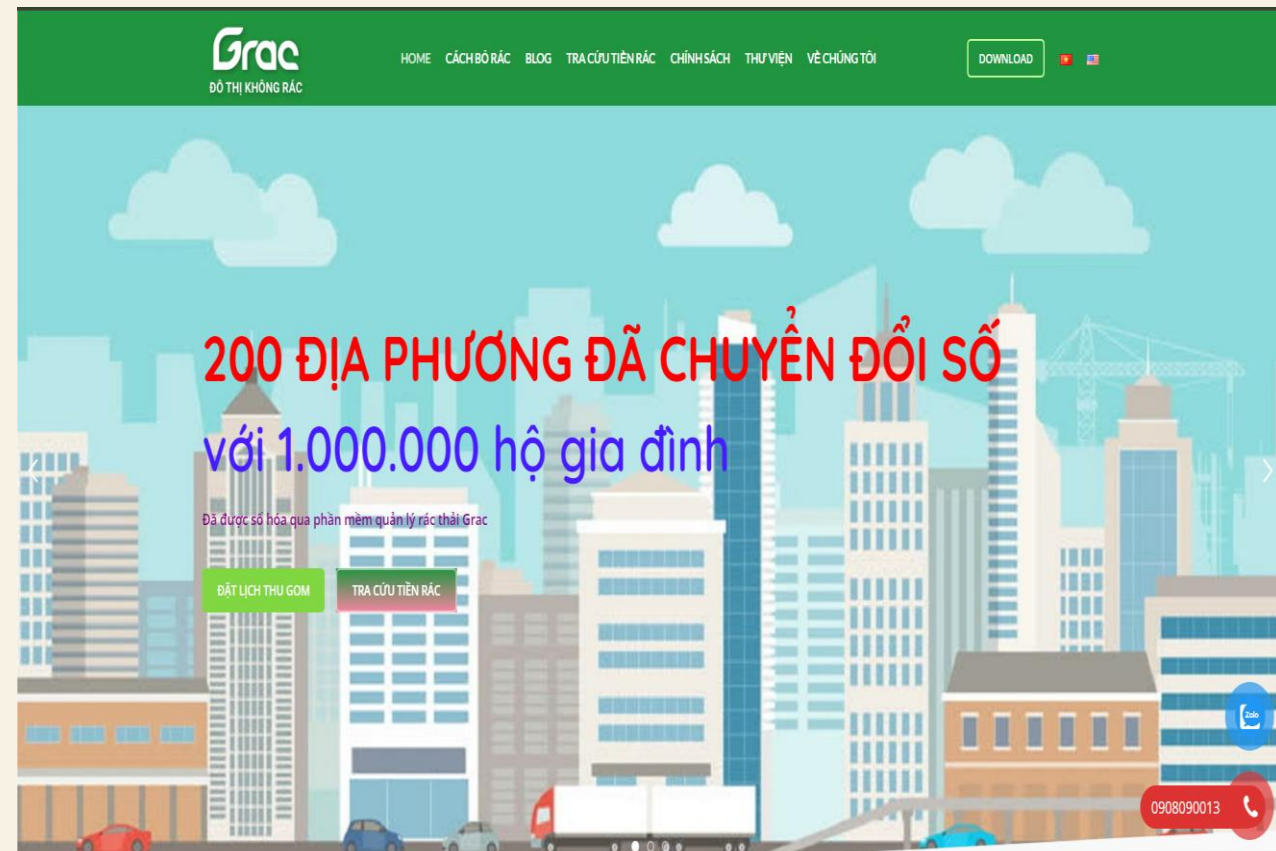 Grac
ĐÔ THỊ KHÔNG RÁC
HOME CÁCH BỎ RÁC BLOG TRA CỨU TIỀN RÁC CHÍNH SÁCH THƯ VIỆN VỀ CHÚNG TÔI
DOWNLOAD
200 ĐỊA PHƯƠNG ĐÃ CHUYỂN ĐỔI SỐ
với 1.000.000 hộ gia đình
Đã được số hóa qua phần mềm quản lý rác thải Grac
ĐẶT LỊCH THU GOM TRA CỨU TIỀN RÁC
Zalo
0908090013